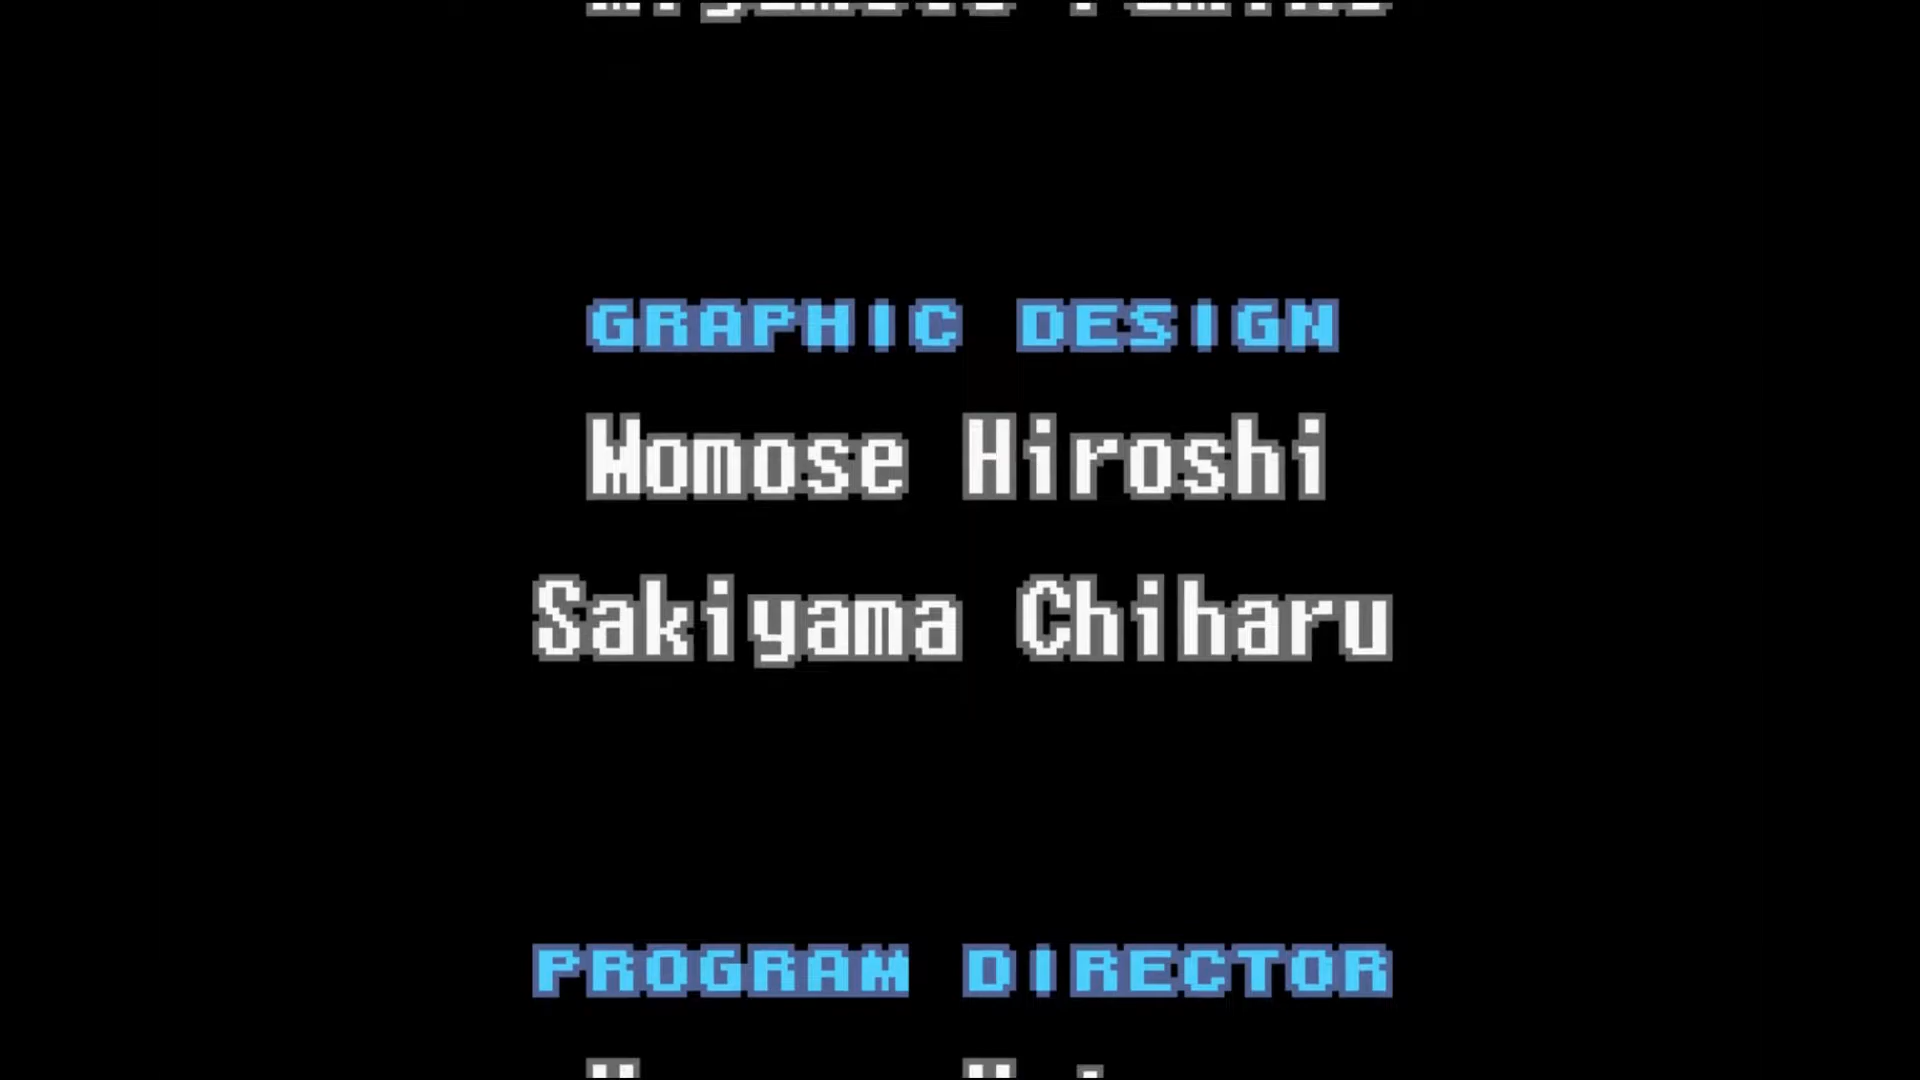 GRAPHIC DESIGN
Momose Hiroshi
Sakiyama Chiharu
PROGRAM DIRECTOR